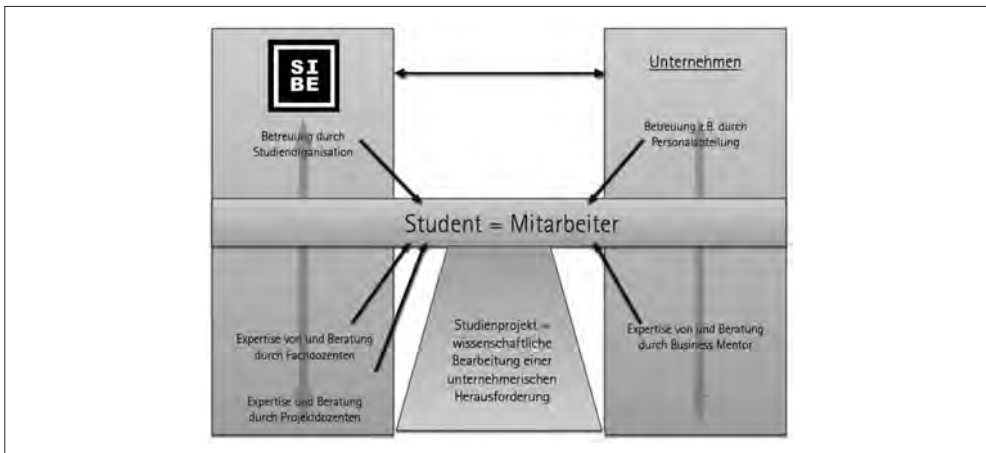 SI
BE
Betreuung durch
Studienorganisation
Unternehmen
Betreuung z.B. durch
Personalabteilung
Student = Mitarbeiter
Expertise von und Beratung
durch Fachdozenten
Expertise und Beratung
durch Projektdozenten
Studienprojekt =
wissenschaftliche
Bearbeitung einer
unternehmerischen
Herausforderung
Expertise von und Beratung
durch Business Mentor